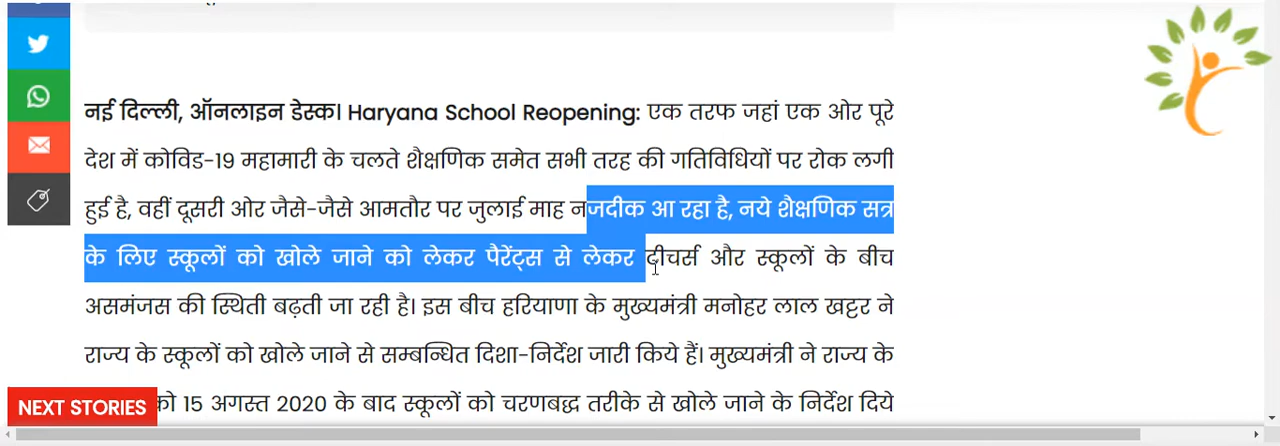 नई दिल्ली, ऑनलाइन डेस्क। Haryana School Reopening: एक तरफ जहां एक ओर पूरे
देश में कोविड-19 महामारी के चलते शैक्षणिक समेत सभी तरह की गतिविधियों पर रोक लगी
हुई है, वहीं दूसरी ओर जैसे-जैसे आमतौर पर जुलाई माह नजदीक आ रहा है, नये शैक्षणिक सत्र
के लिए स्कूलों को खोले जाने को लेकर पैरेंट्स से लेकर टीचर्स और स्कूलों के बीच
असमंजस की स्थिती बढ़ती जा रही है। इस बीच हरियाणा के मुख्यमंत्री मनोहर लाल खट्टर ने
राज्य के स्कूलों को खोले जाने से सम्बन्धित दिशा-निर्देश जारी किये हैं। मुख्यमंत्री ने राज्य के
NEXT STORIES को 15 अगस्त 2020 के बाद स्कूलों को चरणबद्ध तरीके से खोले जाने के निर्देश दिये